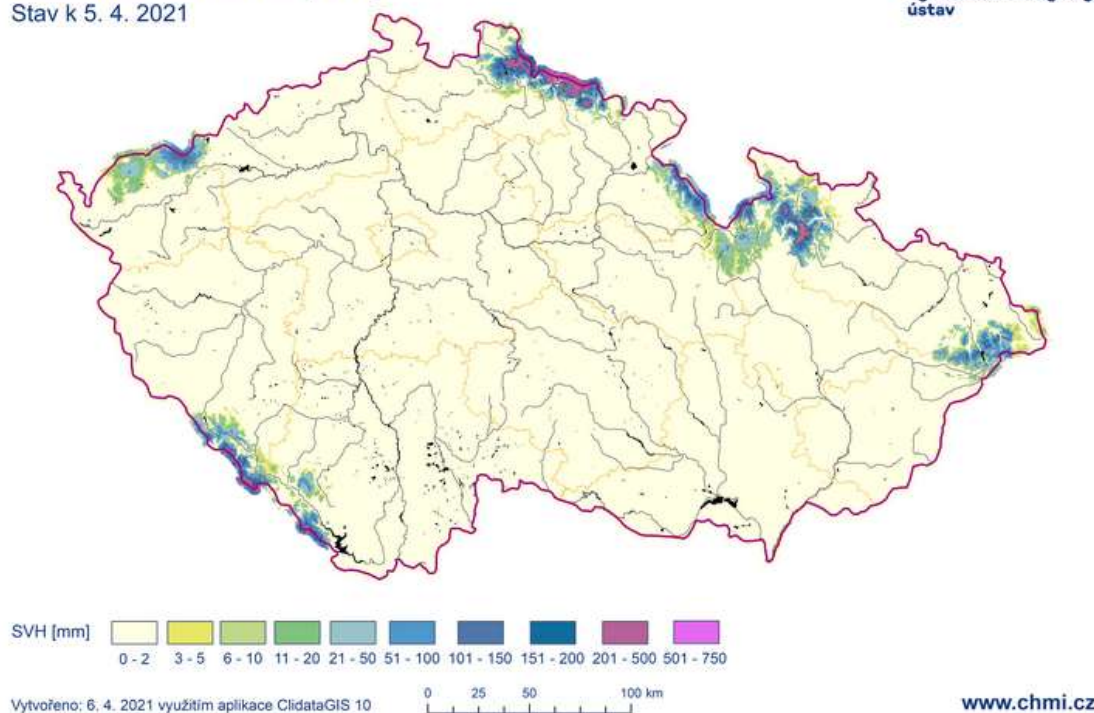 Stav k 5. 4. 2021
ústav
SVH [mm]
0 - 2 3 - 5 6 - 10 11 - 20 21 - 50 51 - 100 101 - 150 151 - 200 201 - 500 501 - 750
0 25 50 100 km
Vytvořeno: 6. 4. 2021 využitím aplikace ClidataGIS 10
www.chmi.cz